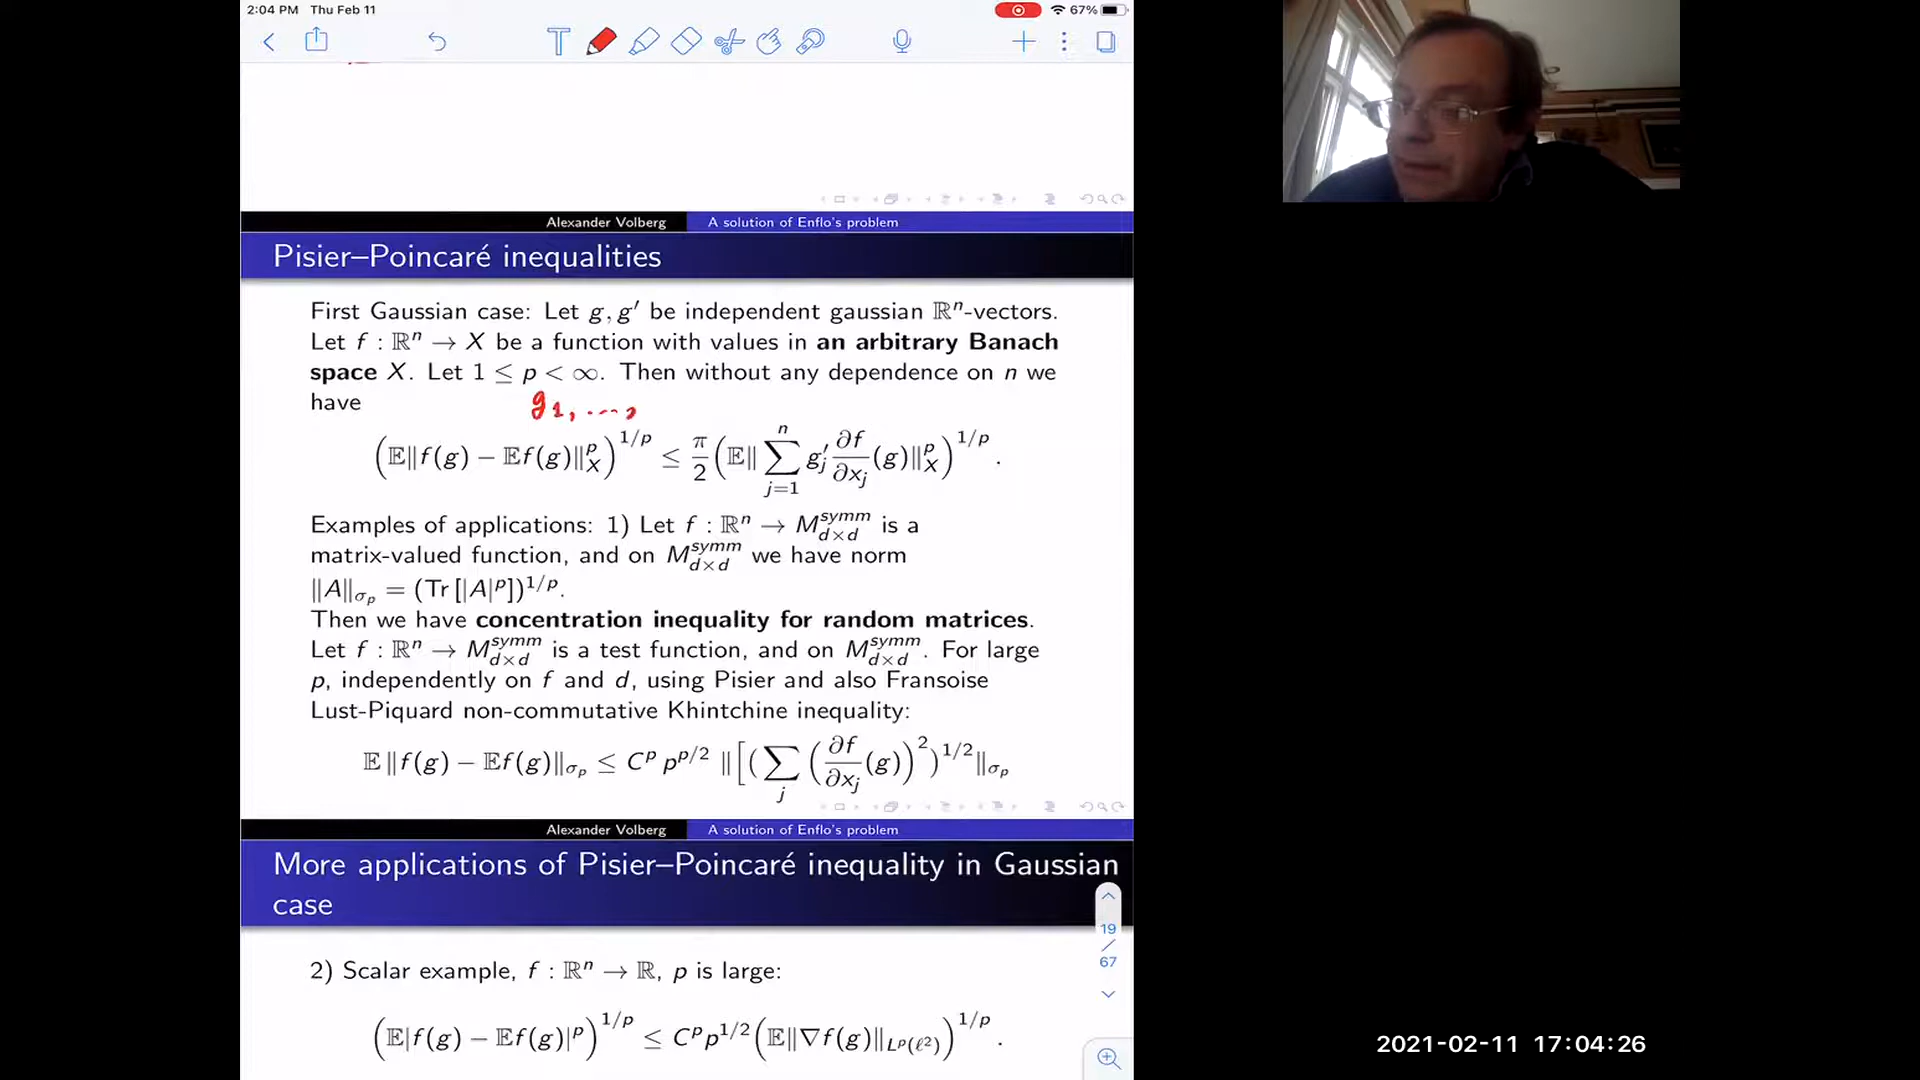 2:04 PM Thu Feb 11
67%
Alexander Volberg A solution of Enflo's problem
Pisier–Poincaré inequalities
First Gaussian case: Let g, g′ be independent gaussian ℝⁿ-vectors.
Let f : ℝⁿ → X be a function with values in an arbitrary Banach
space X. Let 1 ≤ p < ∞. Then without any dependence on n we
have
g₁, ....,
(𝔼‖f(g) − 𝔼f(g)‖_X^p)^{1/p} ≤ π/2 (𝔼‖ ∑_{j=1}^n g′_j ∂f/∂x_j (g)‖_X^p)^{1/p} .
Examples of applications: 1) Let f : ℝⁿ → M_{d×d}^{symm} is a
matrix-valued function, and on M_{d×d}^{symm} we have norm
‖A‖_{σ_p} = (Tr [|A|^p])^{1/p}.
Then we have concentration inequality for random matrices.
Let f : ℝⁿ → M_{d×d}^{symm} is a test function, and on M_{d×d}^{symm}. For large
p, independently on f and d, using Pisier and also Fransoise
Lust-Piquard non-commutative Khintchine inequality:
𝔼 ‖f(g) − 𝔼f(g)‖_{σ_p} ≤ C^p p^{p/2} ‖[(∑_j (∂f/∂x_j (g))²)^{1/2}‖_{σ_p}
Alexander Volberg A solution of Enflo's problem
More applications of Pisier–Poincaré inequality in Gaussian
case
19
/
67
2) Scalar example, f : ℝⁿ → ℝ, p is large:
(𝔼|f(g) − 𝔼f(g)|^p)^{1/p} ≤ C^p p^{1/2} (𝔼‖∇f(g)‖_{L^p(ℓ²)})^{1/p} .
2021-02-11 17:04:26